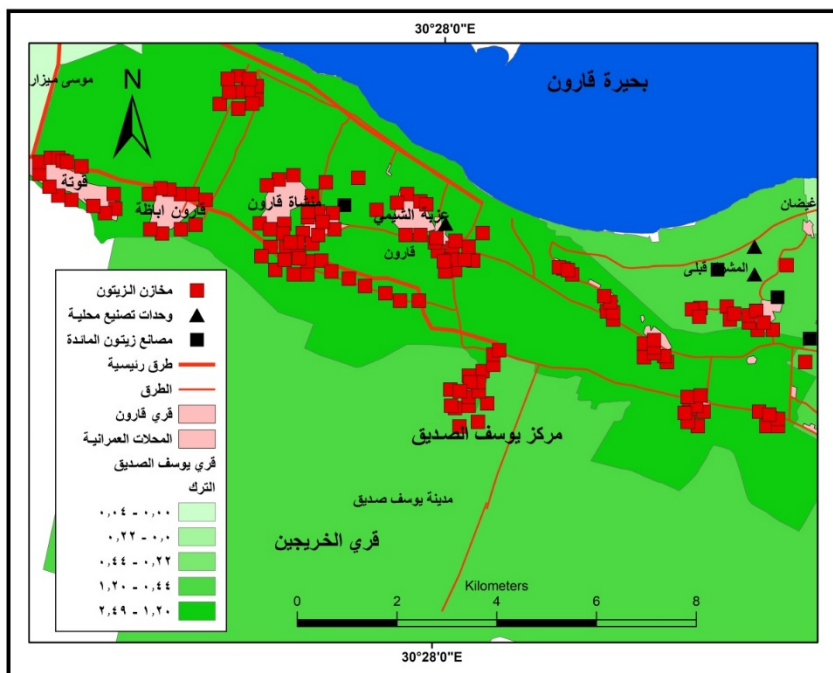 30°28'0"E
بحيرة قارون
موسى ميزار
N
قوتة
قارون اباظة
منشاة قارون
عزبة الشيمي
قارون
المشرك قبلى
غيضان
مركز يوسف الصديق
مدينة يوسف صديق
قري الخريجين
مخازن الزيتون
وحدات تصنيع محلية
مصانع زيتون المائدة
طرق رئيسية
الطرق
قري قارون
المحلات العمرانية
قري يوسف الصديق
الترك
٠,٠٤ - ٠,٠٠
٠,٢٢ - ٠,٠
٠,٤٤ - ٠,٢٢
١,٢٠ - ٠,٤٤
٢,٤٩ - ١,٢٠
Kilometers
0 2 4 6 8
30°28'0"E